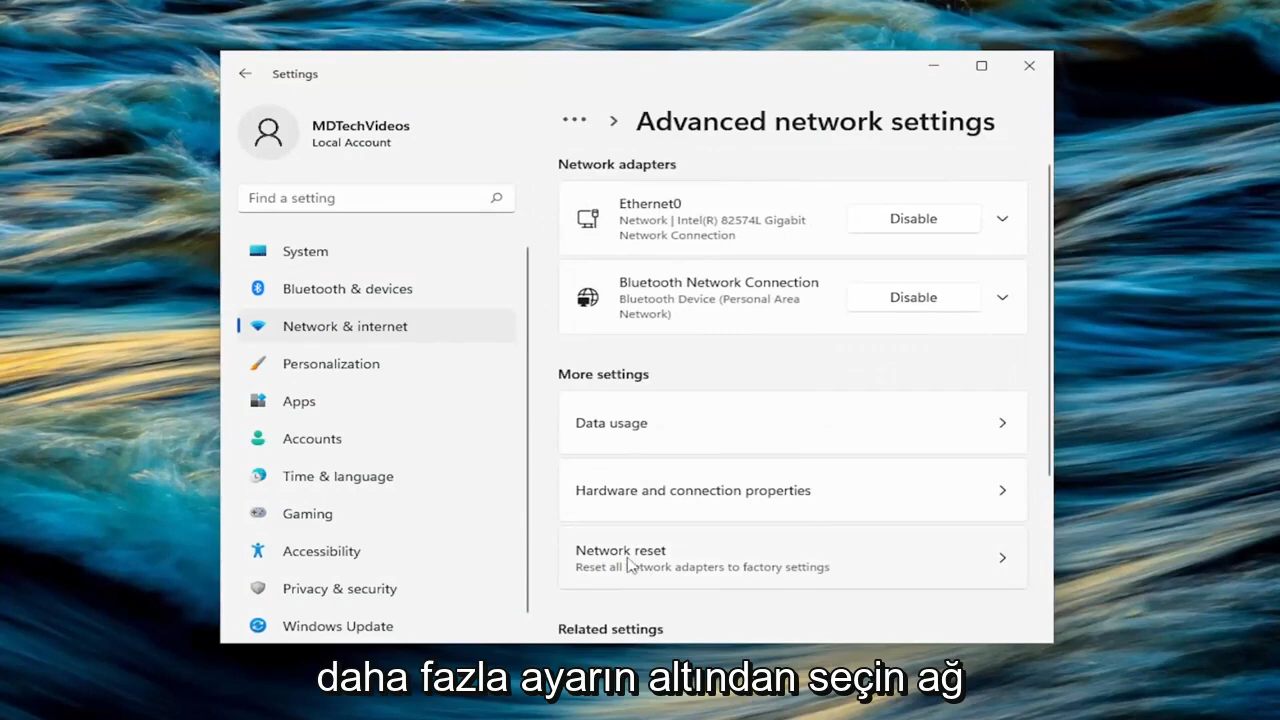 Settings
MDTechVideos
Local Account
Find a setting
System
Bluetooth & devices
Network & internet
Personalization
Apps
Accounts
Time & language
Gaming
Accessibility
Privacy & security
Windows Update
... > Advanced network settings
Network adapters
Ethernet0
Network | Intel(R) 82574L Gigabit
Network Connection
Disable
Bluetooth Network Connection
Bluetooth Device (Personal Area
Network)
Disable
More settings
Data usage
Hardware and connection properties
Network reset
Reset all network adapters to factory settings
Related settings
daha fazla ayarın altından seçin ağ